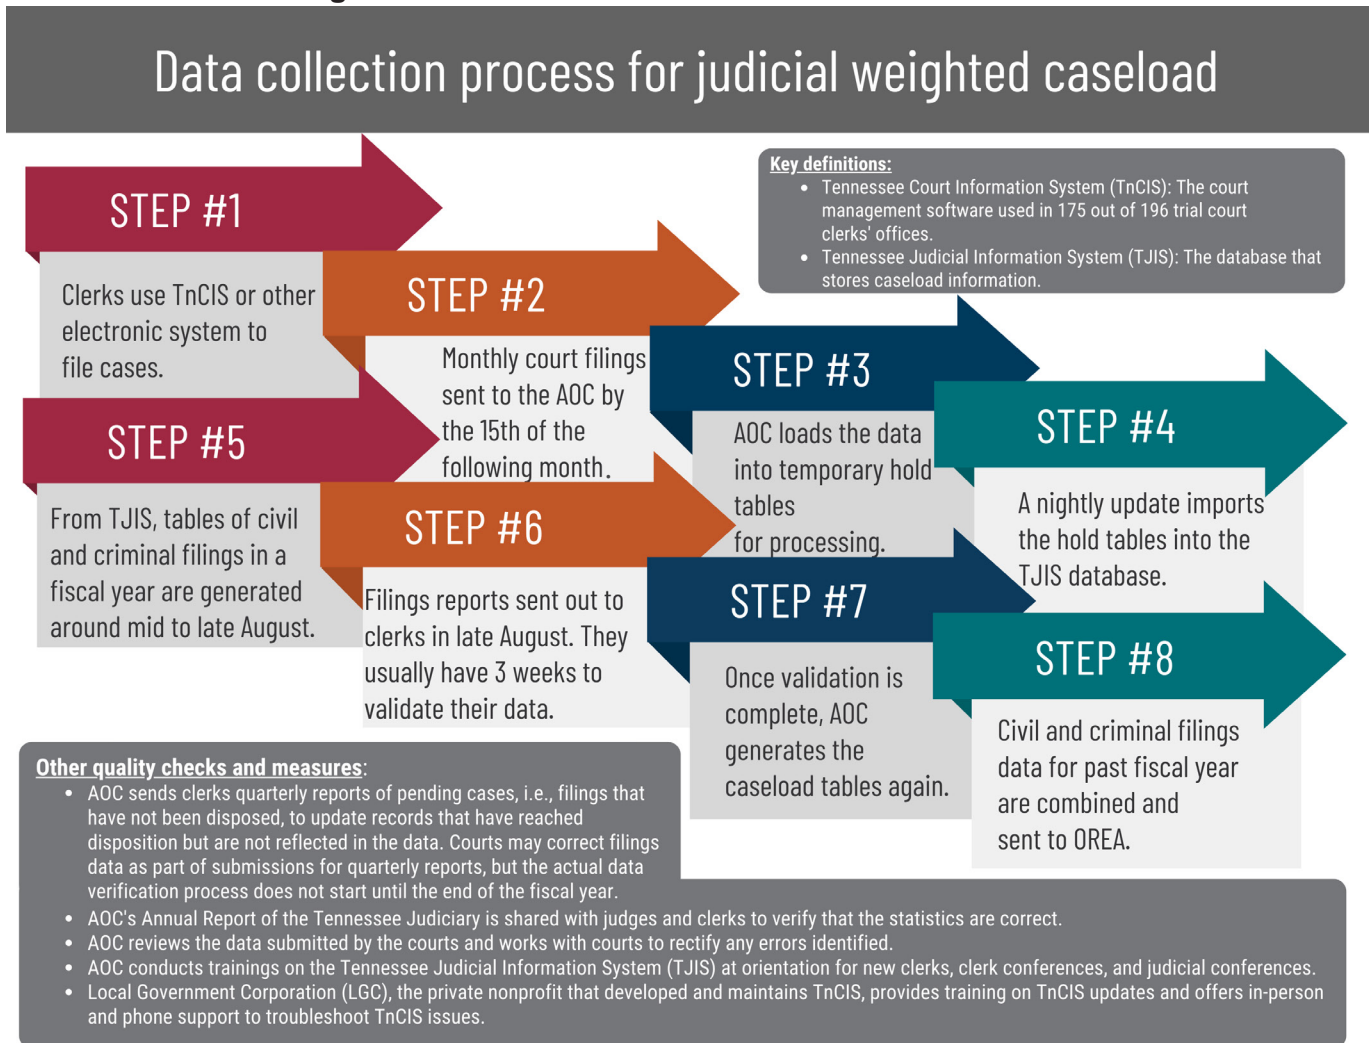 Data collection process for judicial weighted caseload
Key definitions:
• Tennessee Court Information System (TnCIS): The court
management software used in 175 out of 196 trial court
clerks' offices.
• Tennessee Judicial Information System (TJIS): The database that
stores caseload information.
STEP #1
Clerks use TnCIS or other
electronic system to
file cases.
STEP #2
Monthly court filings
sent to the AOC by
the 15th of the
following month.
STEP #3
AOC loads the data
into temporary hold
tables
for processing.
STEP #4
A nightly update imports
the hold tables into the
TJIS database.
STEP #5
From TJIS, tables of civil
and criminal filings in a
fiscal year are generated
around mid to late August.
STEP #6
Filings reports sent out to
clerks in late August. They
usually have 3 weeks to
validate their data.
STEP #7
Once validation is
complete, AOC
generates the
caseload tables again.
STEP #8
Civil and criminal filings
data for past fiscal year
are combined and
sent to OREA.
Other quality checks and measures:
• AOC sends clerks quarterly reports of pending cases, i.e., filings that
have not been disposed, to update records that have reached
disposition but are not reflected in the data. Courts may correct filings
data as part of submissions for quarterly reports, but the actual data
verification process does not start until the end of the fiscal year.
• AOC's Annual Report of the Tennessee Judiciary is shared with judges and clerks to verify that the statistics are correct.
• AOC reviews the data submitted by the courts and works with courts to rectify any errors identified.
• AOC conducts trainings on the Tennessee Judicial Information System (TJIS) at orientation for new clerks, clerk conferences, and judicial conferences.
• Local Government Corporation (LGC), the private nonprofit that developed and maintains TnCIS, provides training on TnCIS updates and offers in-person
and phone support to troubleshoot TnCIS issues.